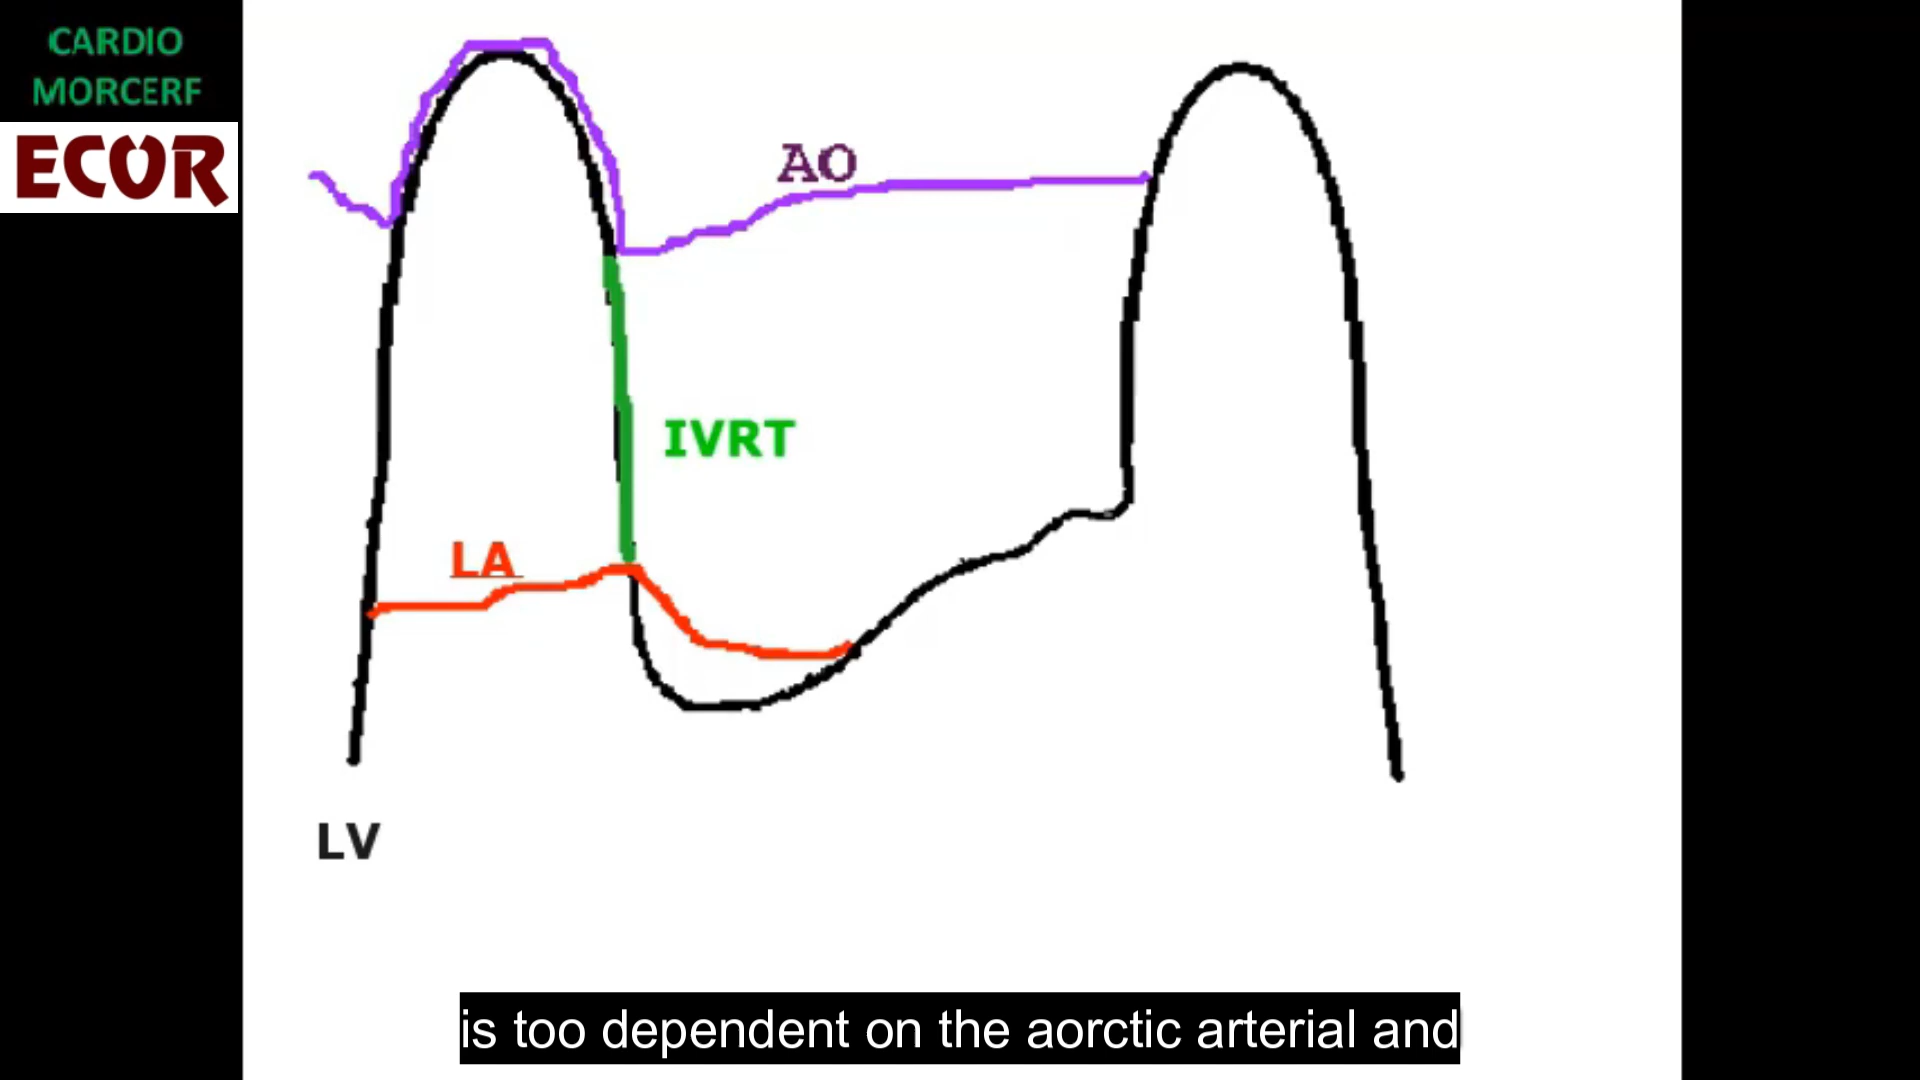 CARDIO
MORCERF
ECOR
AO
IVRT
LA
LV
is too dependent on the aorctic arterial and